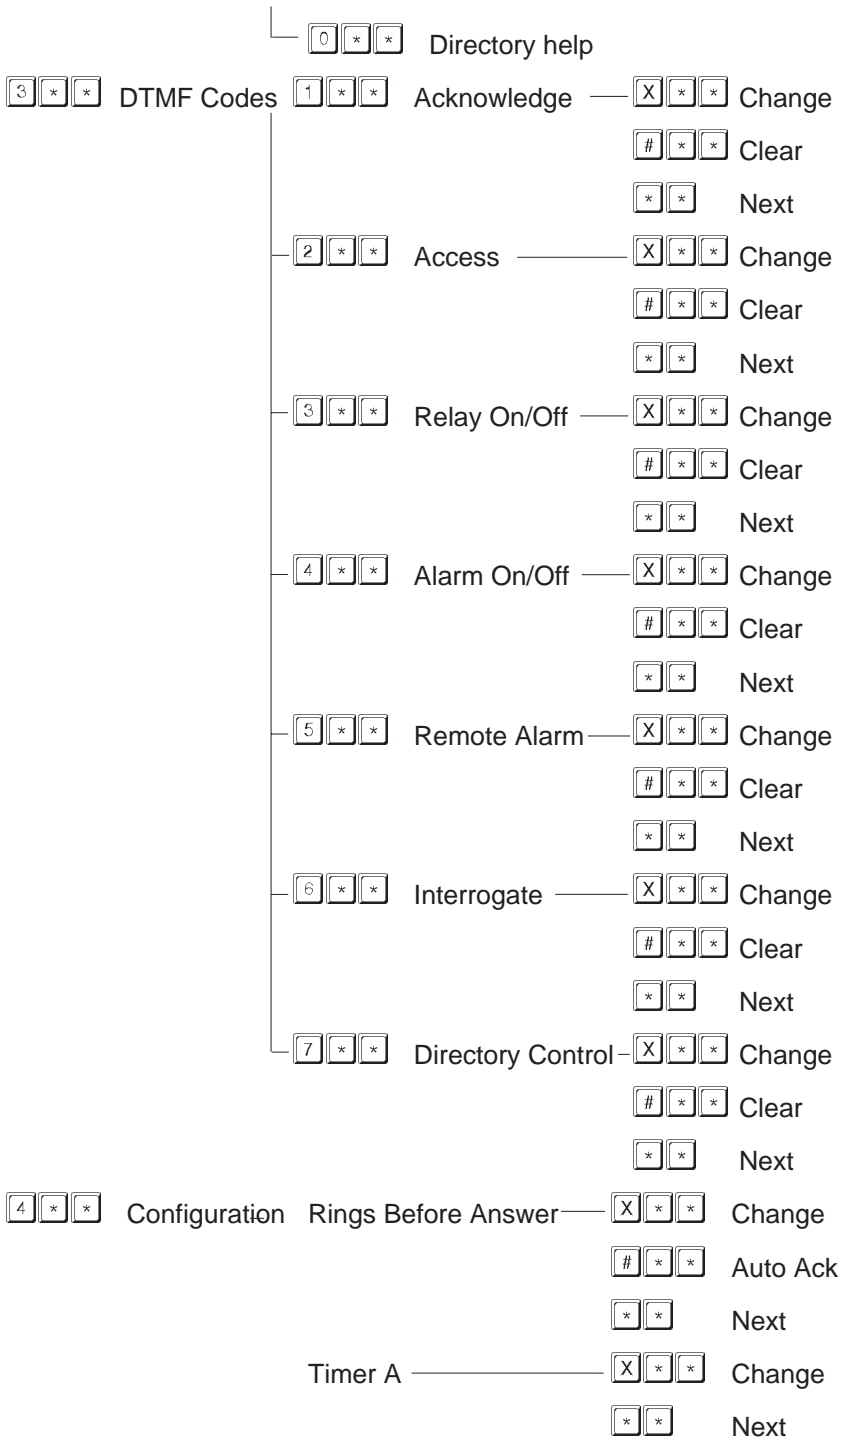 0 * * Directory help
3 * * DTMF Codes 1 * * Acknowledge X * * Change
# * * Clear
* * Next
2 * * Access X * * Change
# * * Clear
* * Next
3 * * Relay On/Off X * * Change
# * * Clear
* * Next
4 * * Alarm On/Off X * * Change
# * * Clear
* * Next
5 * * Remote Alarm X * * Change
# * * Clear
* * Next
6 * * Interrogate X * * Change
# * * Clear
* * Next
7 * * Directory Control X * * Change
# * * Clear
* * Next
4 * * Configuration Rings Before Answer X * * Change
# * * Auto Ack
* * Next
Timer A X * * Change
* * Next